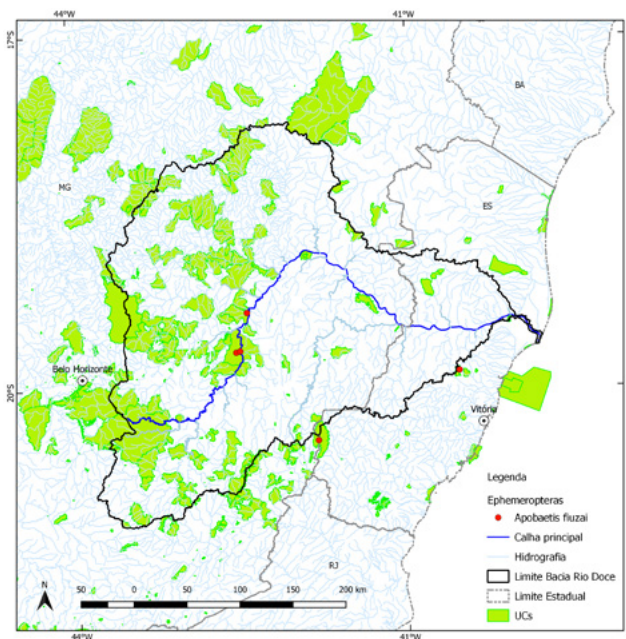 44°W
41°W
17°S
BA
MG
ES
Belo Horizonte
20°S
Vitória
Legenda
Ephemeropteras
Apobaetis fiuzai
Calha principal
Hidrografia
Limite Bacia Rio Doce
Limite Estadual
UCs
RJ
N
50 0 50 100 150 200 km
44°W
41°W